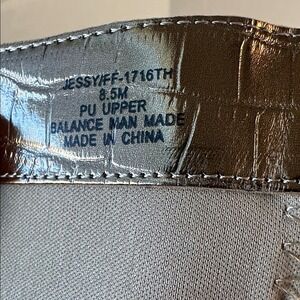 JESSY/FF-1716TH
8.5M
PU UPPER
BALANCE MAN MADE
MADE IN CHINA